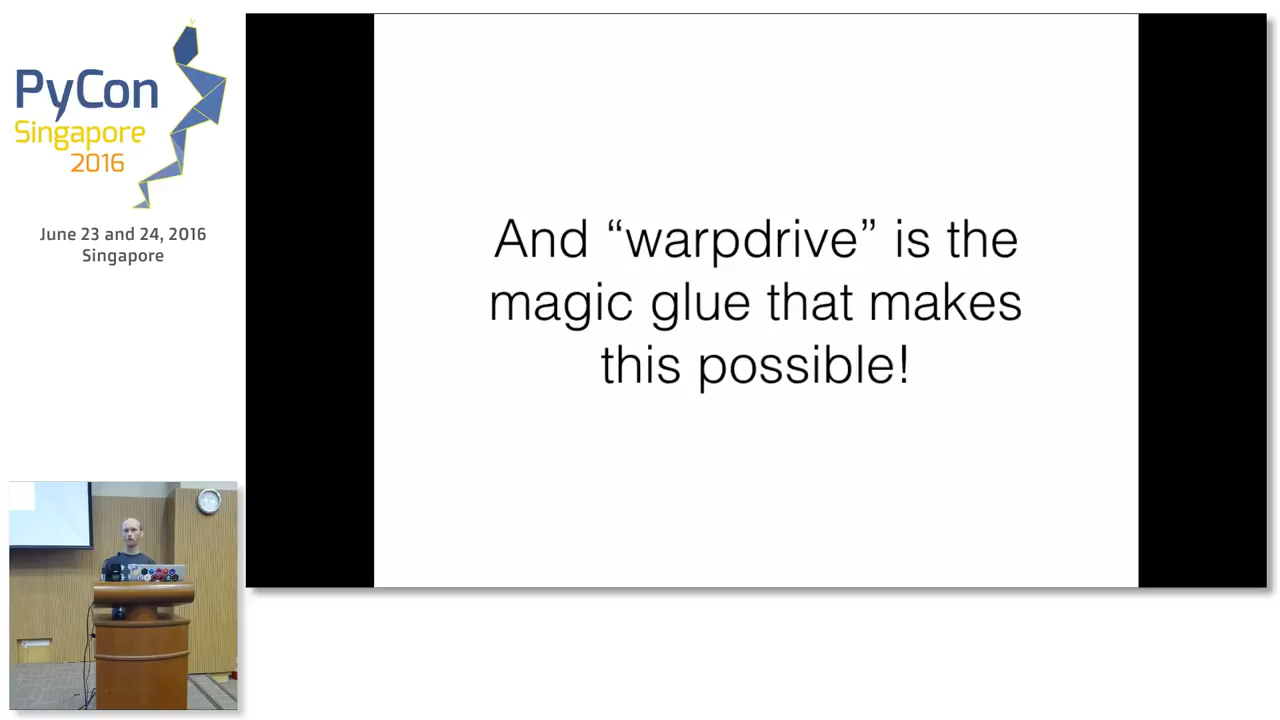 PyCon
Singapore
2016
June 23 and 24, 2016
Singapore
And “warpdrive” is the
magic glue that makes
this possible!